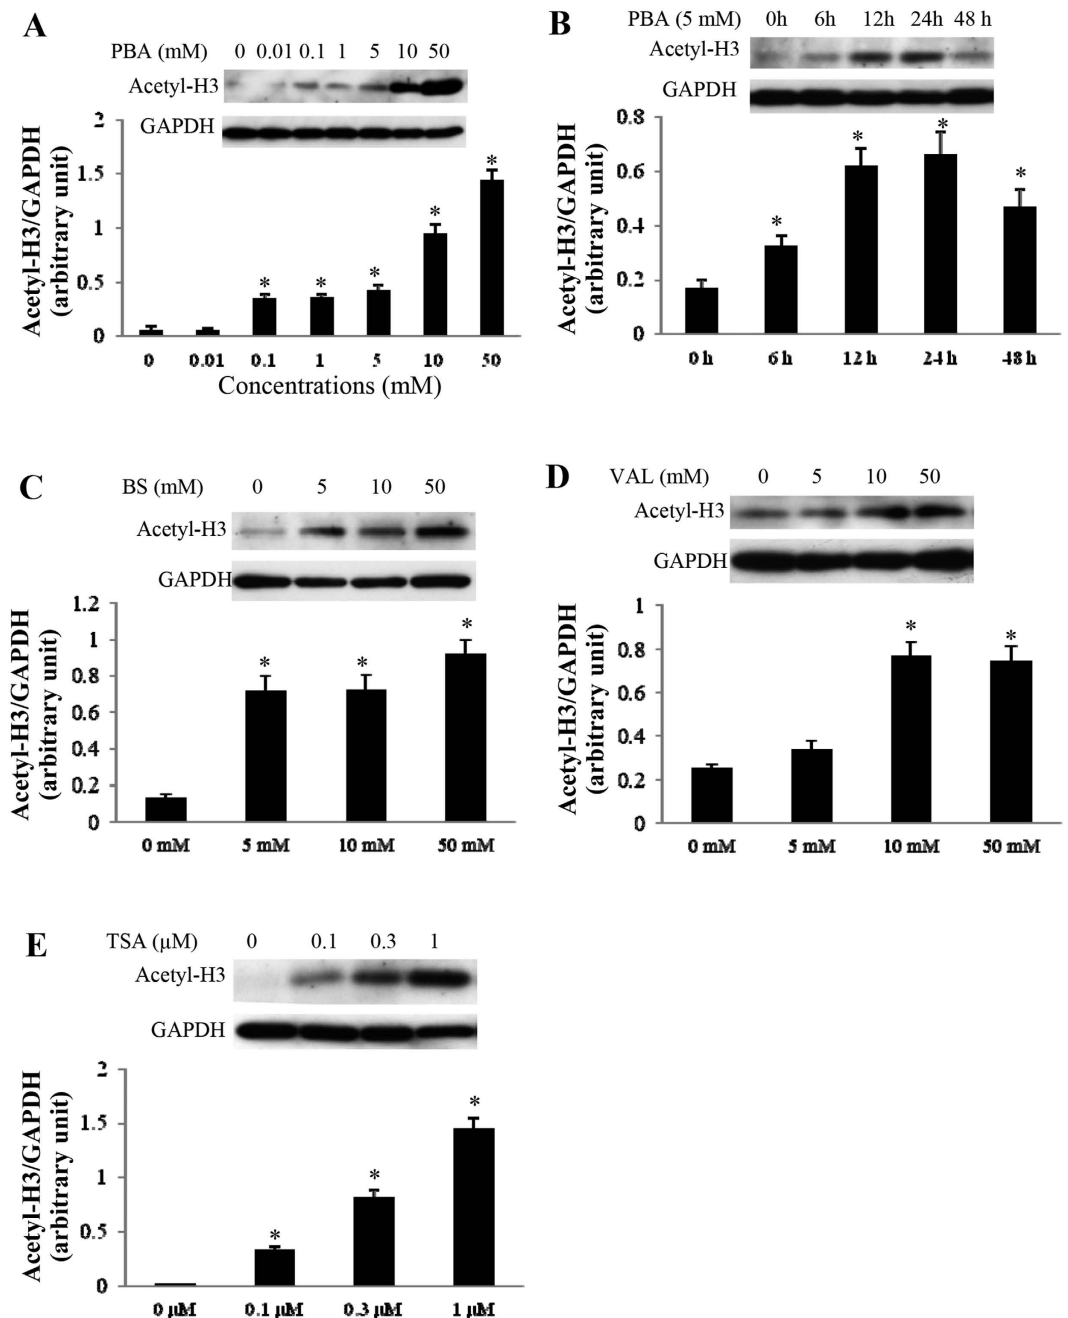 A
PBA (mM) 0 0.01 0.1 1 5 10 50
Acetyl-H3
GAPDH
Acetyl-H3/GAPDH
(arbitrary unit)
2
1.5
1
0.5
0
* * * * *
0 0.01 0.1 1 5 10 50
Concentrations (mM)
B
PBA (5 mM) 0h 6h 12h 24h 48 h
Acetyl-H3
GAPDH
Acetyl-H3/GAPDH
(arbitrary unit)
0.8
0.6
0.4
0.2
0
* * * *
0 h 6 h 12 h 24 h 48 h
C
BS (mM) 0 5 10 50
Acetyl-H3
GAPDH
Acetyl-H3/GAPDH
(arbitrary unit)
1.2
1
0.8
0.6
0.4
0.2
0
* * *
0 mM 5 mM 10 mM 50 mM
D
VAL (mM) 0 5 10 50
Acetyl-H3
GAPDH
Acetyl-H3/GAPDH
(arbitrary unit)
1
0.8
0.6
0.4
0.2
0
* *
0 mM 5 mM 10 mM 50 mM
E
TSA (µM) 0 0.1 0.3 1
Acetyl-H3
GAPDH
Acetyl-H3/GAPDH
(arbitrary unit)
2
1.5
1
0.5
0
* * *
0 µM 0.1 µM 0.3 µM 1 µM